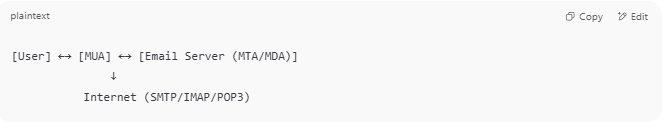 plaintext Copy Edit
[User] ↔ [MUA] ↔ [Email Server (MTA/MDA)]
↓
Internet (SMTP/IMAP/POP3)